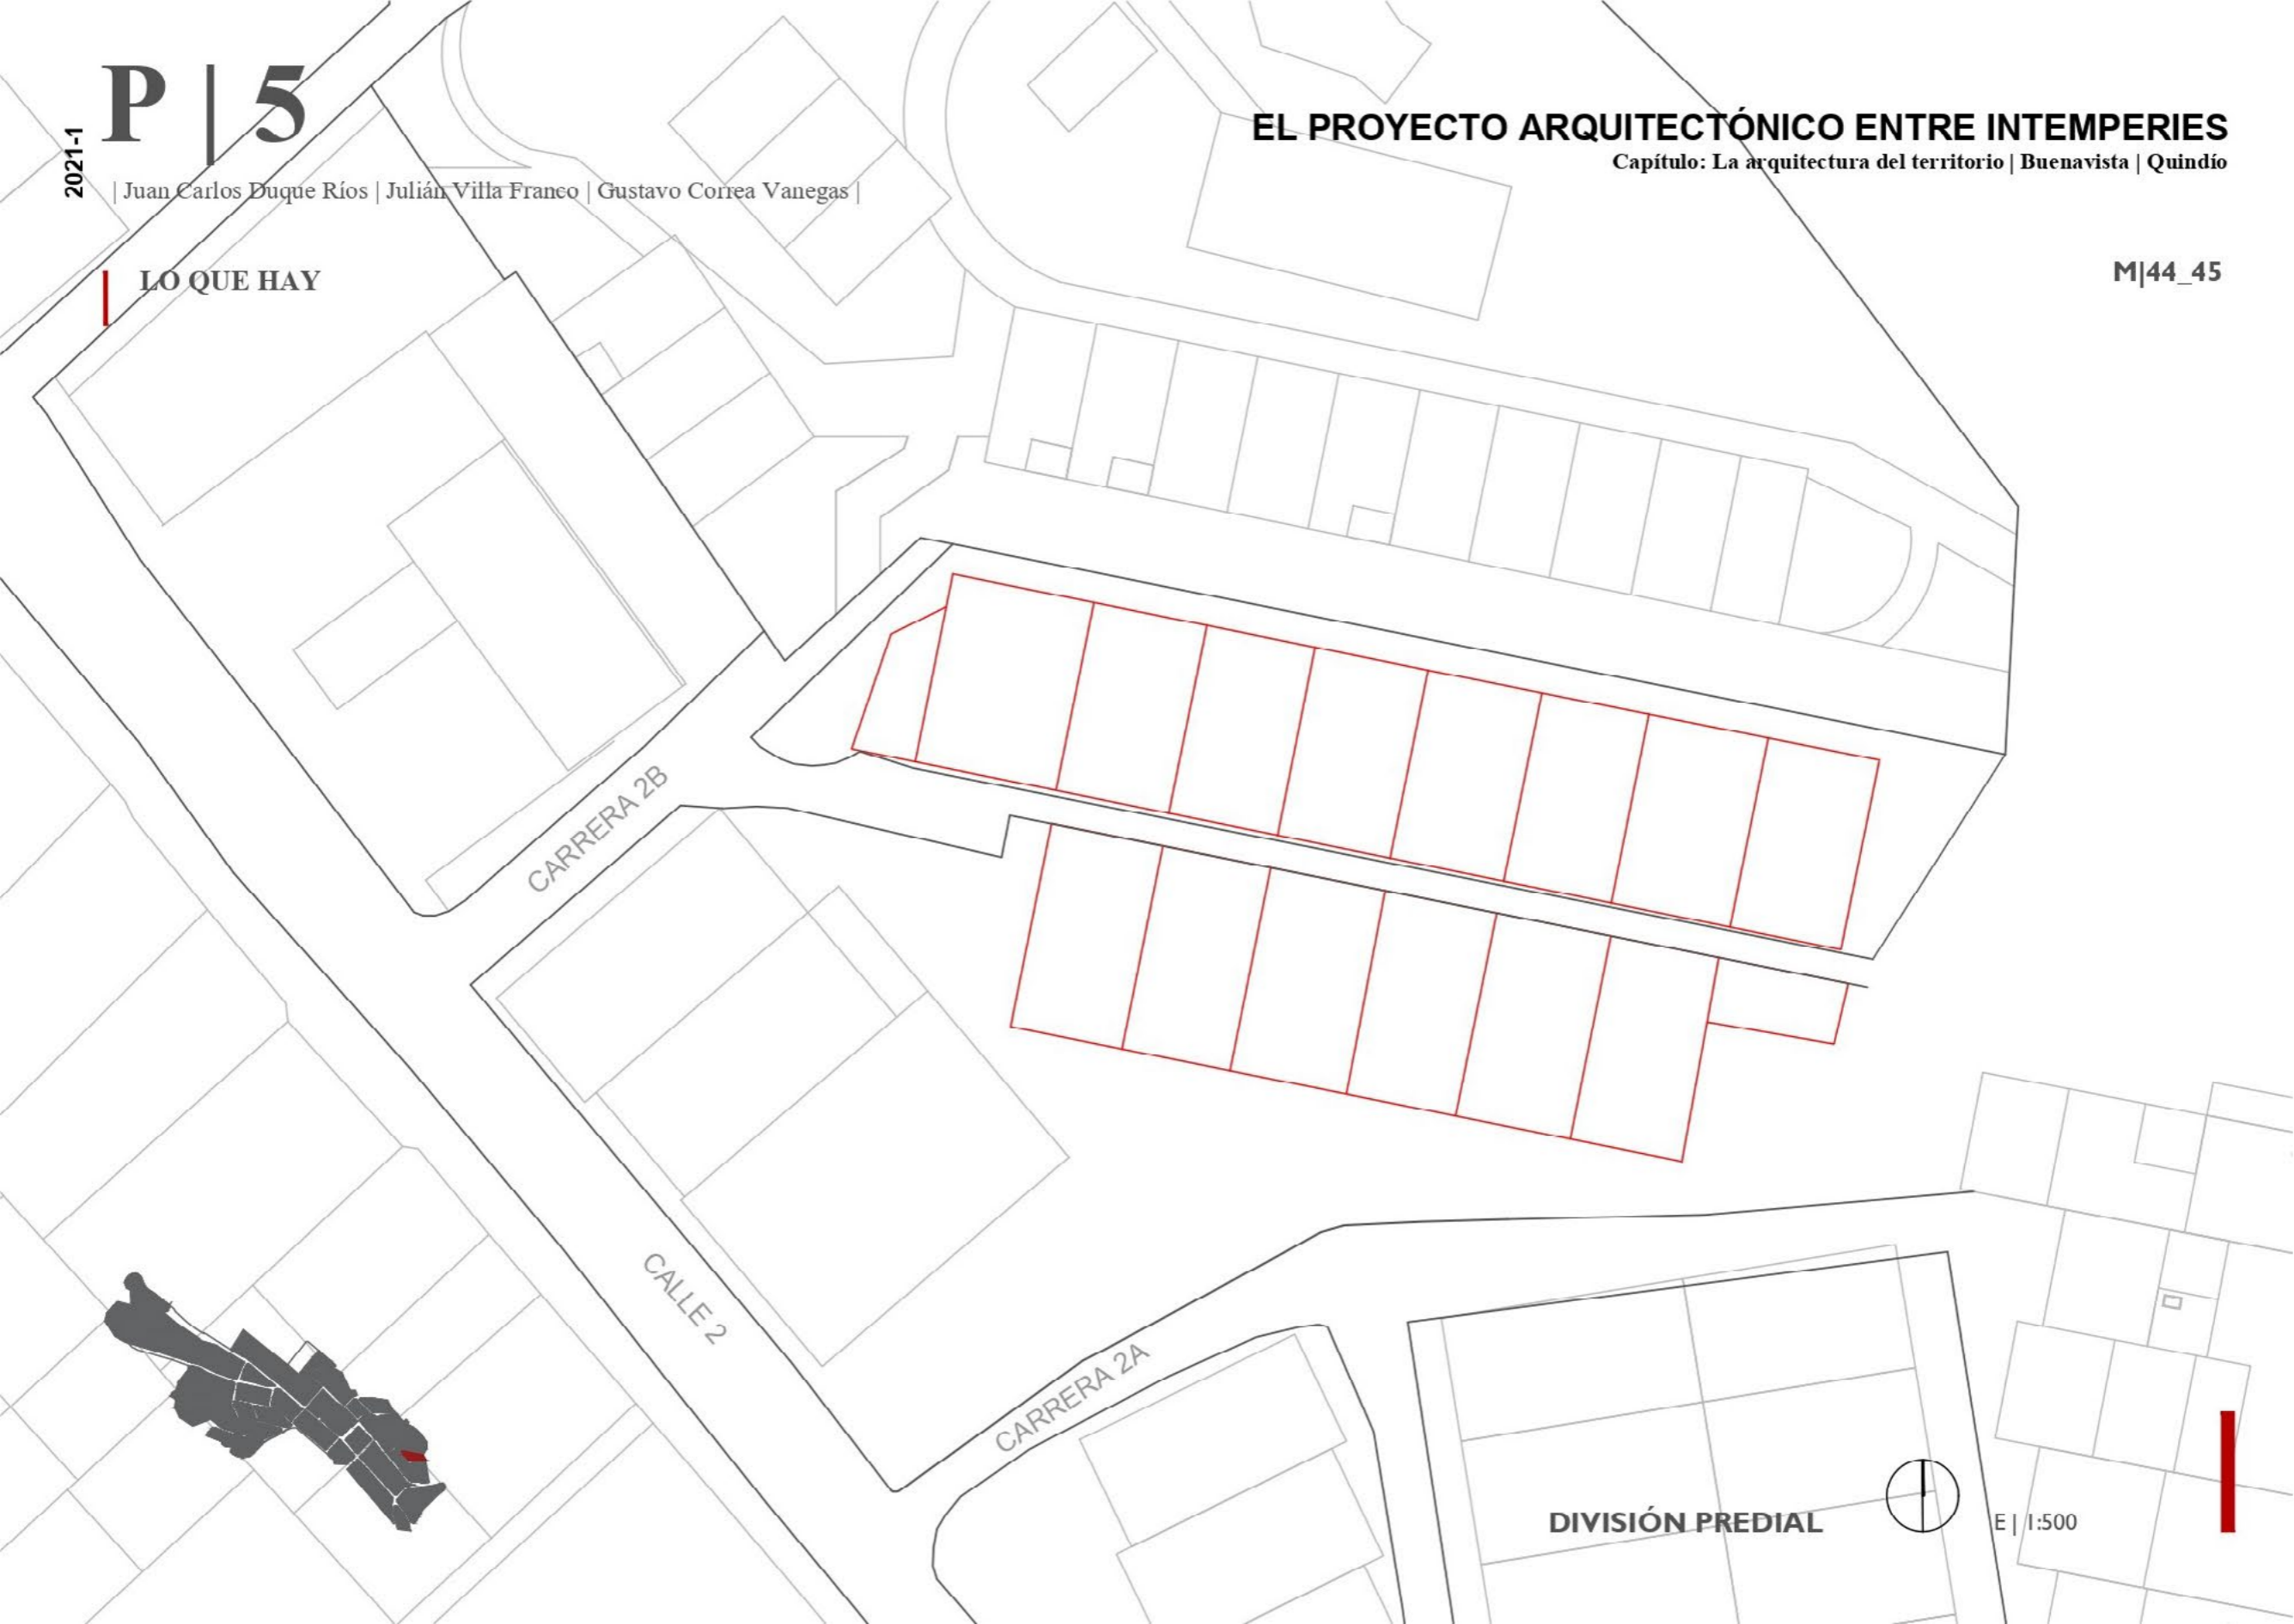 P | 5
2021-1
| Juan Carlos Duque Ríos | Julián Villa Franco | Gustavo Correa Vanegas |
LO QUE HAY
EL PROYECTO ARQUITECTÓNICO ENTRE INTEMPERIES
Capítulo: La arquitectura del territorio | Buenavista | Quindío
M|44_45
CARRERA 2B
CALLE 2
CARRERA 2A
DIVISIÓN PREDIAL
E | 1:500